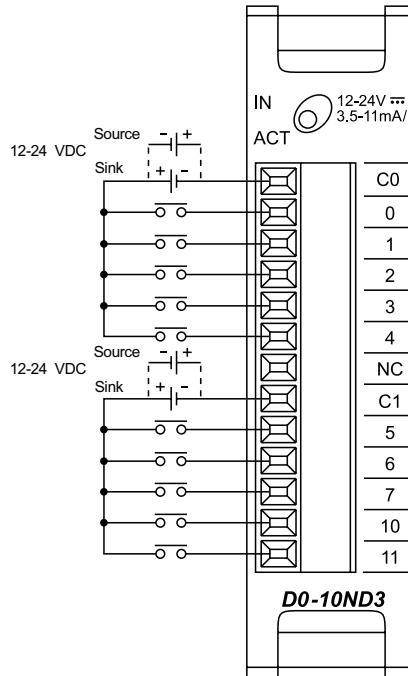 IN
12-24V
3.5-11mA/
ACT
Source
- +
12-24 VDC
Sink
+ -
C0
0
1
2
3
4
Source
- +
NC
12-24 VDC
Sink
+ -
C1
5
6
7
10
11
D0-10ND3